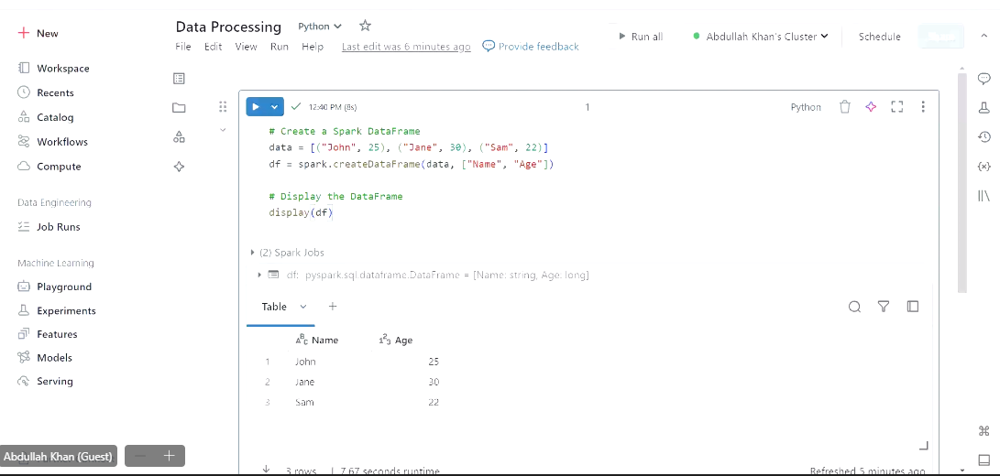 New
Workspace
Recents
Catalog
Workflows
Compute
Data Engineering
Job Runs
Machine Learning
Playground
Experiments
Features
Models
Serving
Data Processing Python
File Edit View Run Help Last edit was 6 minutes ago Provide feedback
Run all Abdullah Khan's Cluster Schedule
12:40 PM (8s) 1 Python
# Create a Spark DataFrame
data = [("John", 25), ("Jane", 30), ("Sam", 22)]
df = spark.createDataFrame(data, ["Name", "Age"])
# Display the DataFrame
display(df)
(2) Spark Jobs
df: pyspark.sql.dataframe.DataFrame = [Name: string, Age: long]
Table +
ABC Name 123 Age
1 John 25
2 Jane 30
3 Sam 22
3 rows | 7.67 seconds runtime Refreshed 5 minutes ago
Abdullah Khan (Guest)